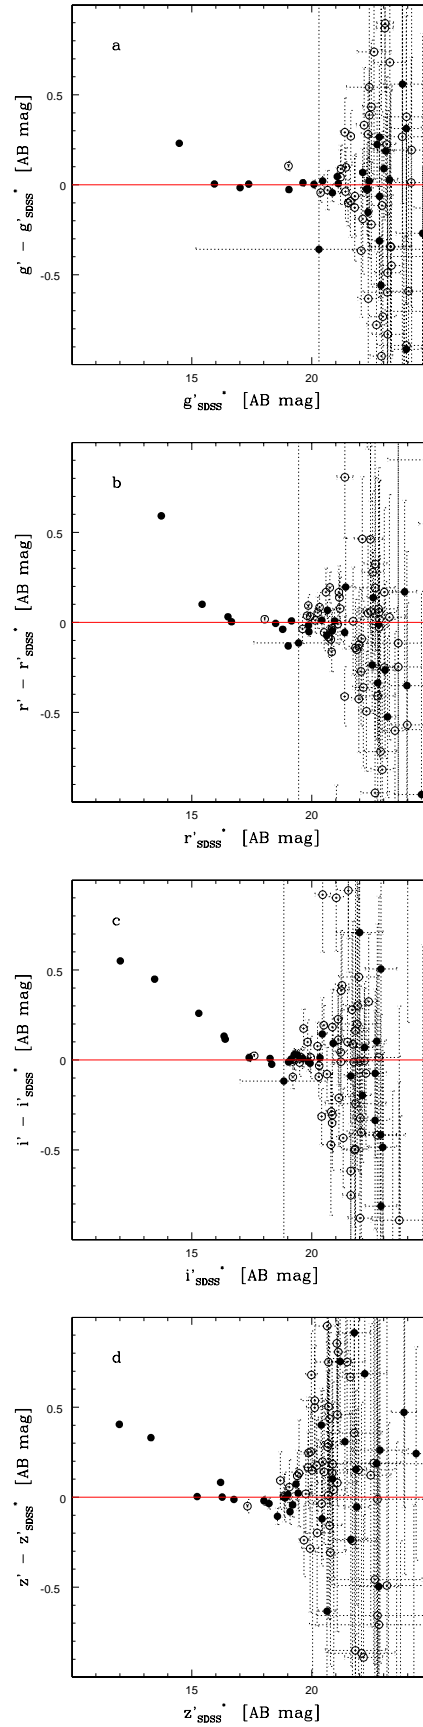 a
0.5
0
-0.5
g' - g'SDSS* [AB mag]
15 20
g'SDSS* [AB mag]
b
0.5
0
-0.5
r' - r'SDSS* [AB mag]
15 20
r'SDSS* [AB mag]
c
0.5
0
-0.5
i' - i'SDSS* [AB mag]
15 20
i'SDSS* [AB mag]
d
0.5
0
-0.5
z' - z'SDSS* [AB mag]
15 20
z'SDSS* [AB mag]